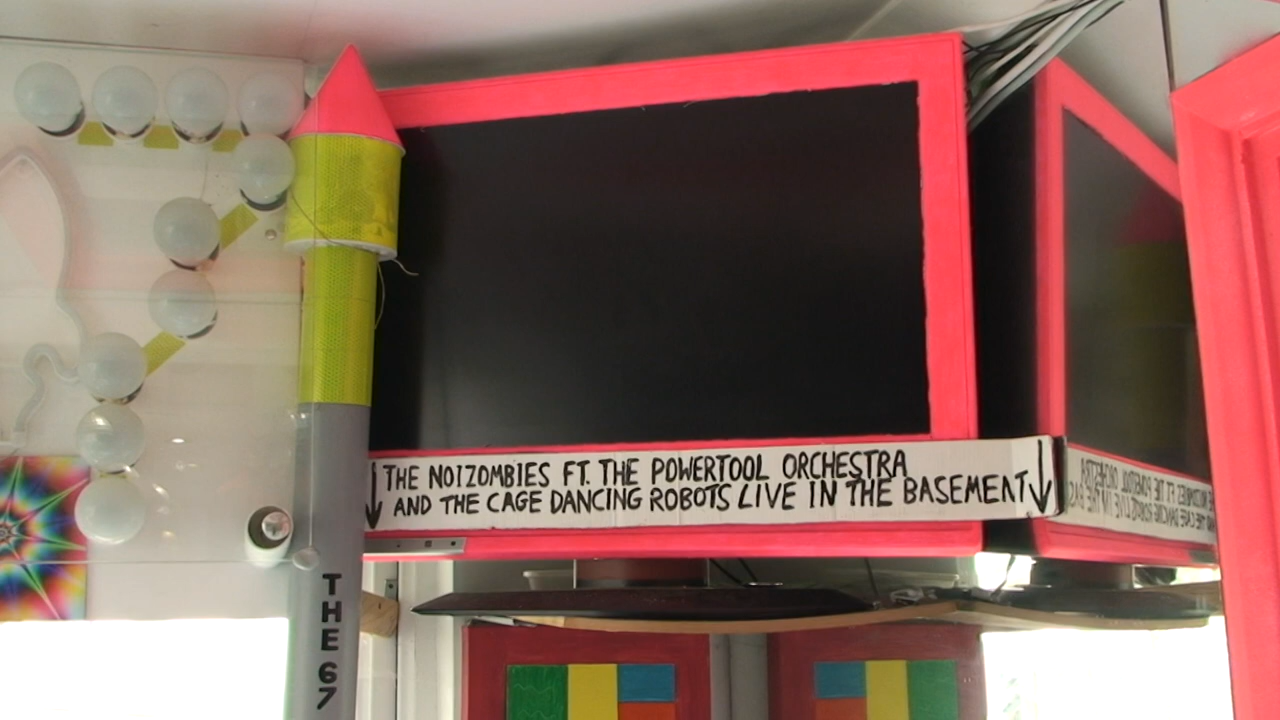 THE NOIZOMBIES FT. THE POWERTOOL ORCHESTRA
AND THE CAGE DANCING ROBOTS LIVE IN THE BASEMENT
THE 67